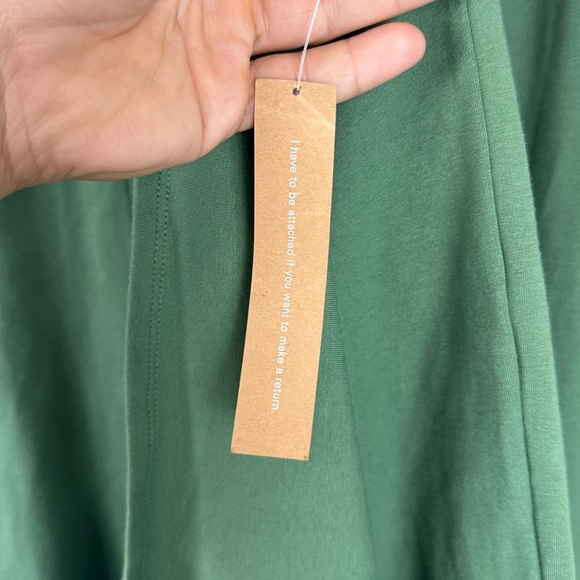 I have to be attached if you want to make a return.